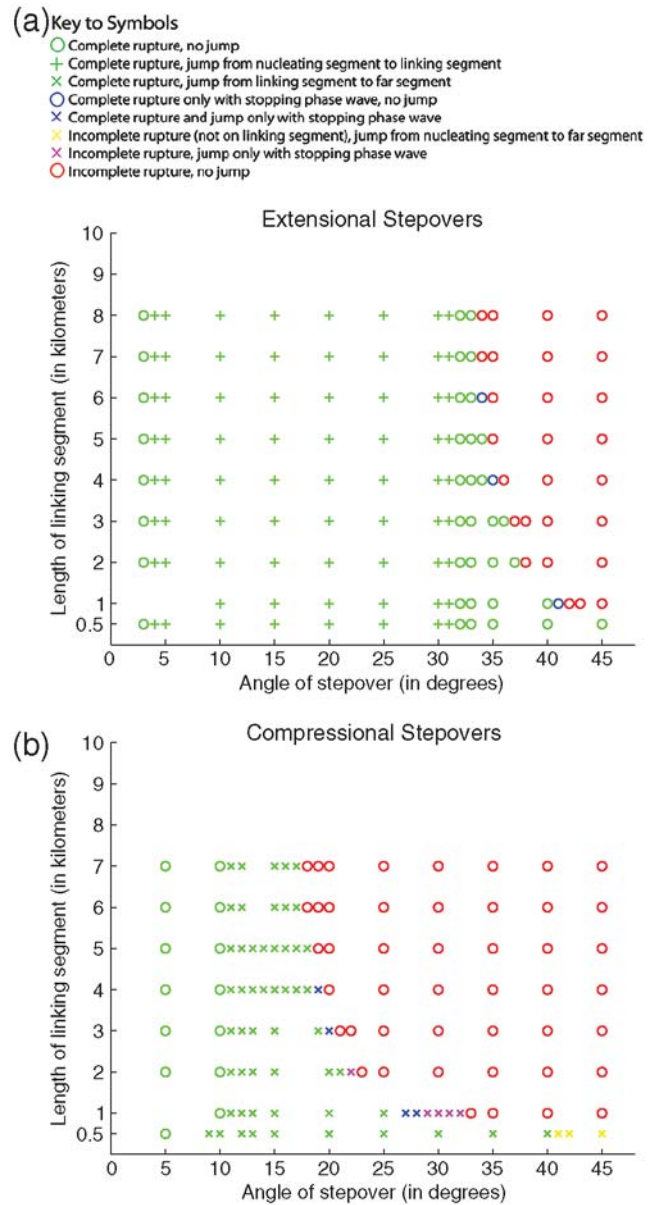 (a) Key to Symbols
Complete rupture, no jump
Complete rupture, jump from nucleating segment to linking segment
Complete rupture, jump from linking segment to far segment
Complete rupture only with stopping phase wave, no jump
Complete rupture and jump only with stopping phase wave
Incomplete rupture (not on linking segment), jump from nucleating segment to far segment
Incomplete rupture, jump only with stopping phase wave
Incomplete rupture, no jump
Extensional Stepovers
Length of linking segment (in kilometers)
10
9
8
7
6
5
4
3
2
1
0.5
0 5 10 15 20 25 30 35 40 45
Angle of stepover (in degrees)
(b)
Compressional Stepovers
Length of linking segment (in kilometers)
10
9
8
7
6
5
4
3
2
1
0.5
0 5 10 15 20 25 30 35 40 45
Angle of stepover (in degrees)